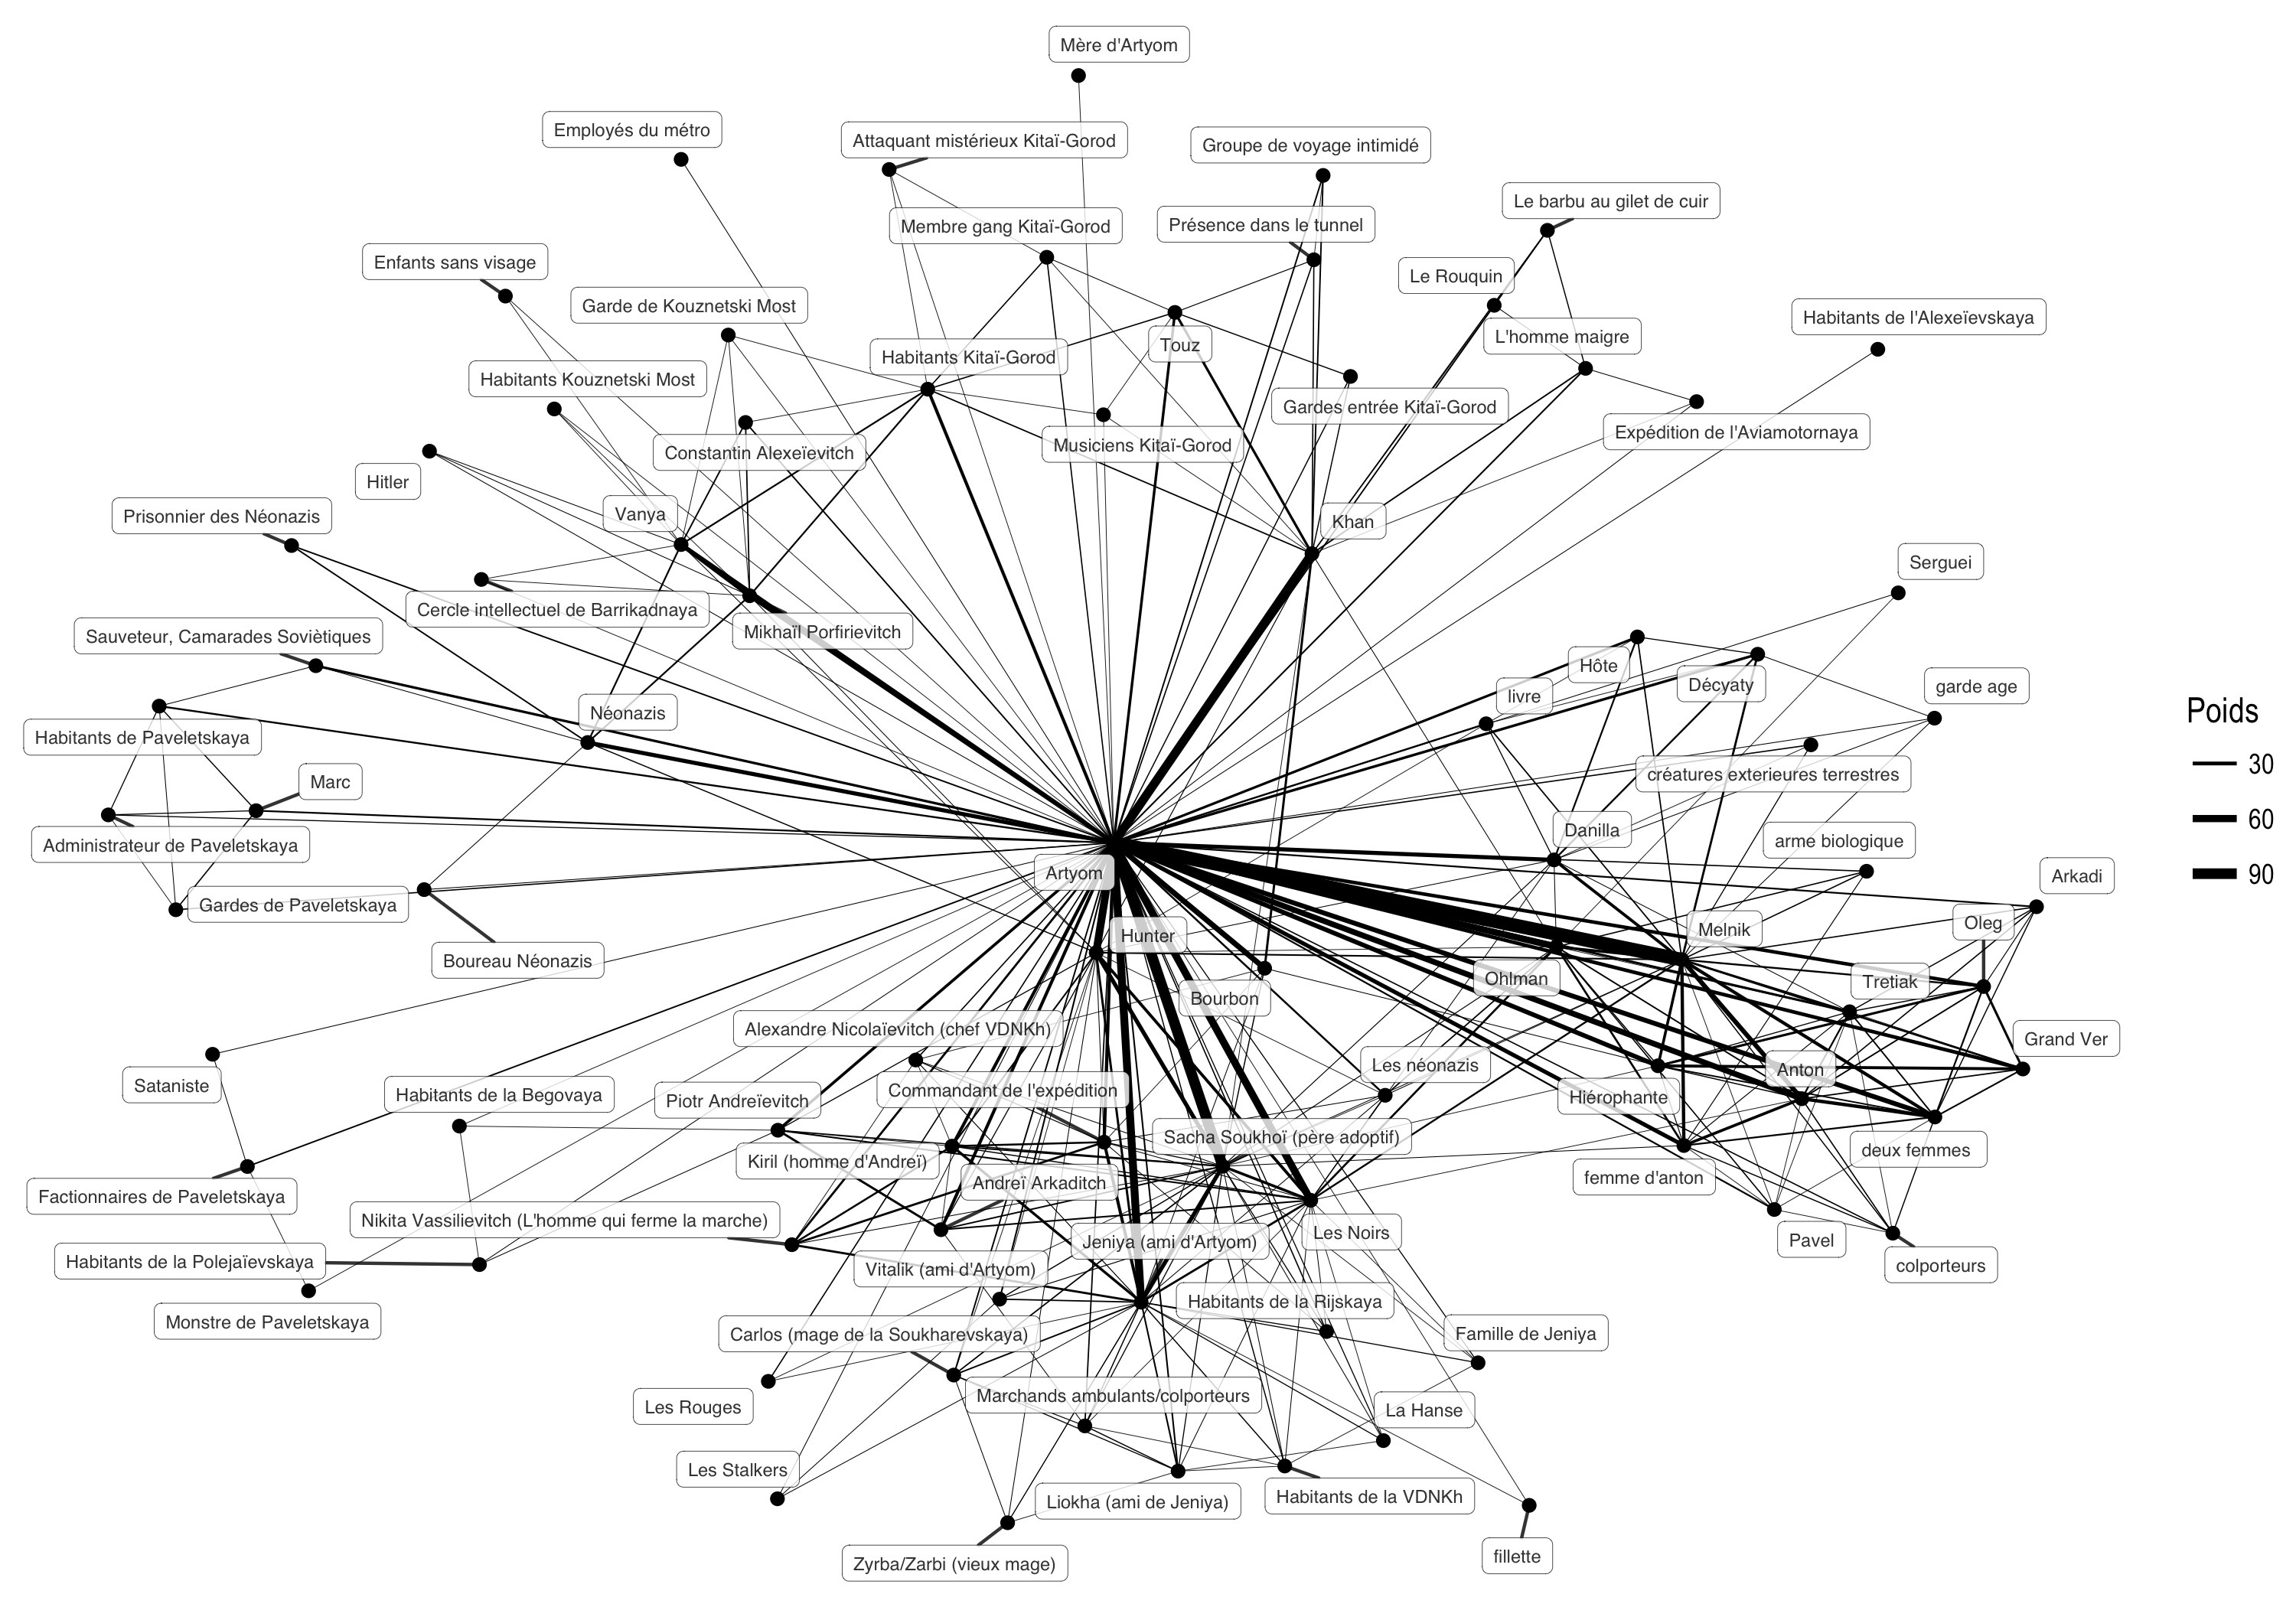 Mère d'Artyom
Employés du métro
Attaquant mistérieux Kitaï-Gorod
Groupe de voyage intimidé
Le barbu au gilet de cuir
Membre gang Kitaï-Gorod
Présence dans le tunnel
Enfants sans visage
Le Rouquin
Garde de Kouznetski Most
Habitants de l'Alexeïevskaya
L'homme maigre
Touz
Habitants Kitaï-Gorod
Habitants Kouznetski Most
Gardes entrée Kitaï-Gorod
Expédition de l'Aviamotornaya
Musiciens Kitaï-Gorod
Constantin Alexeïevitch
Hitler
Vanya
Prisonnier des Néonazis
Khan
Serguei
Cercle intellectuel de Barrikadnaya
Mikhaïl Porfirievitch
Sauveteur, Camarades Soviètiques
Hôte
Décyaty
garde age
livre
Néonazis
Poids
Habitants de Paveletskaya
30
créatures exterieures terrestres
Marc
60
Danilla
arme biologique
Administrateur de Paveletskaya
Artyom
Arkadi
90
Gardes de Paveletskaya
Oleg
Melnik
Hunter
Boureau Néonazis
Ohlman
Tretiak
Bourbon
Alexandre Nicolaïevitch (chef VDNKh)
Grand Ver
Les néonazis
Anton
Sataniste
Commandant de l'expédition
Habitants de la Begovaya
Hiérophante
Piotr Andreïevitch
Sacha Soukhoï (père adoptif)
deux femmes
Kiril (homme d'Andreï)
femme d'anton
Andreï Arkaditch
Factionnaires de Paveletskaya
Nikita Vassilievitch (L'homme qui ferme la marche)
Les Noirs
Jeniya (ami d'Artyom)
Pavel
Habitants de la Polejaïevskaya
colporteurs
Vitalik (ami d'Artyom)
Habitants de la Rijskaya
Monstre de Paveletskaya
Carlos (mage de la Soukharevskaya)
Famille de Jeniya
Marchands ambulants/colporteurs
Les Rouges
La Hanse
Les Stalkers
Habitants de la VDNKh
Liokha (ami de Jeniya)
fillette
Zyrba/Zarbi (vieux mage)